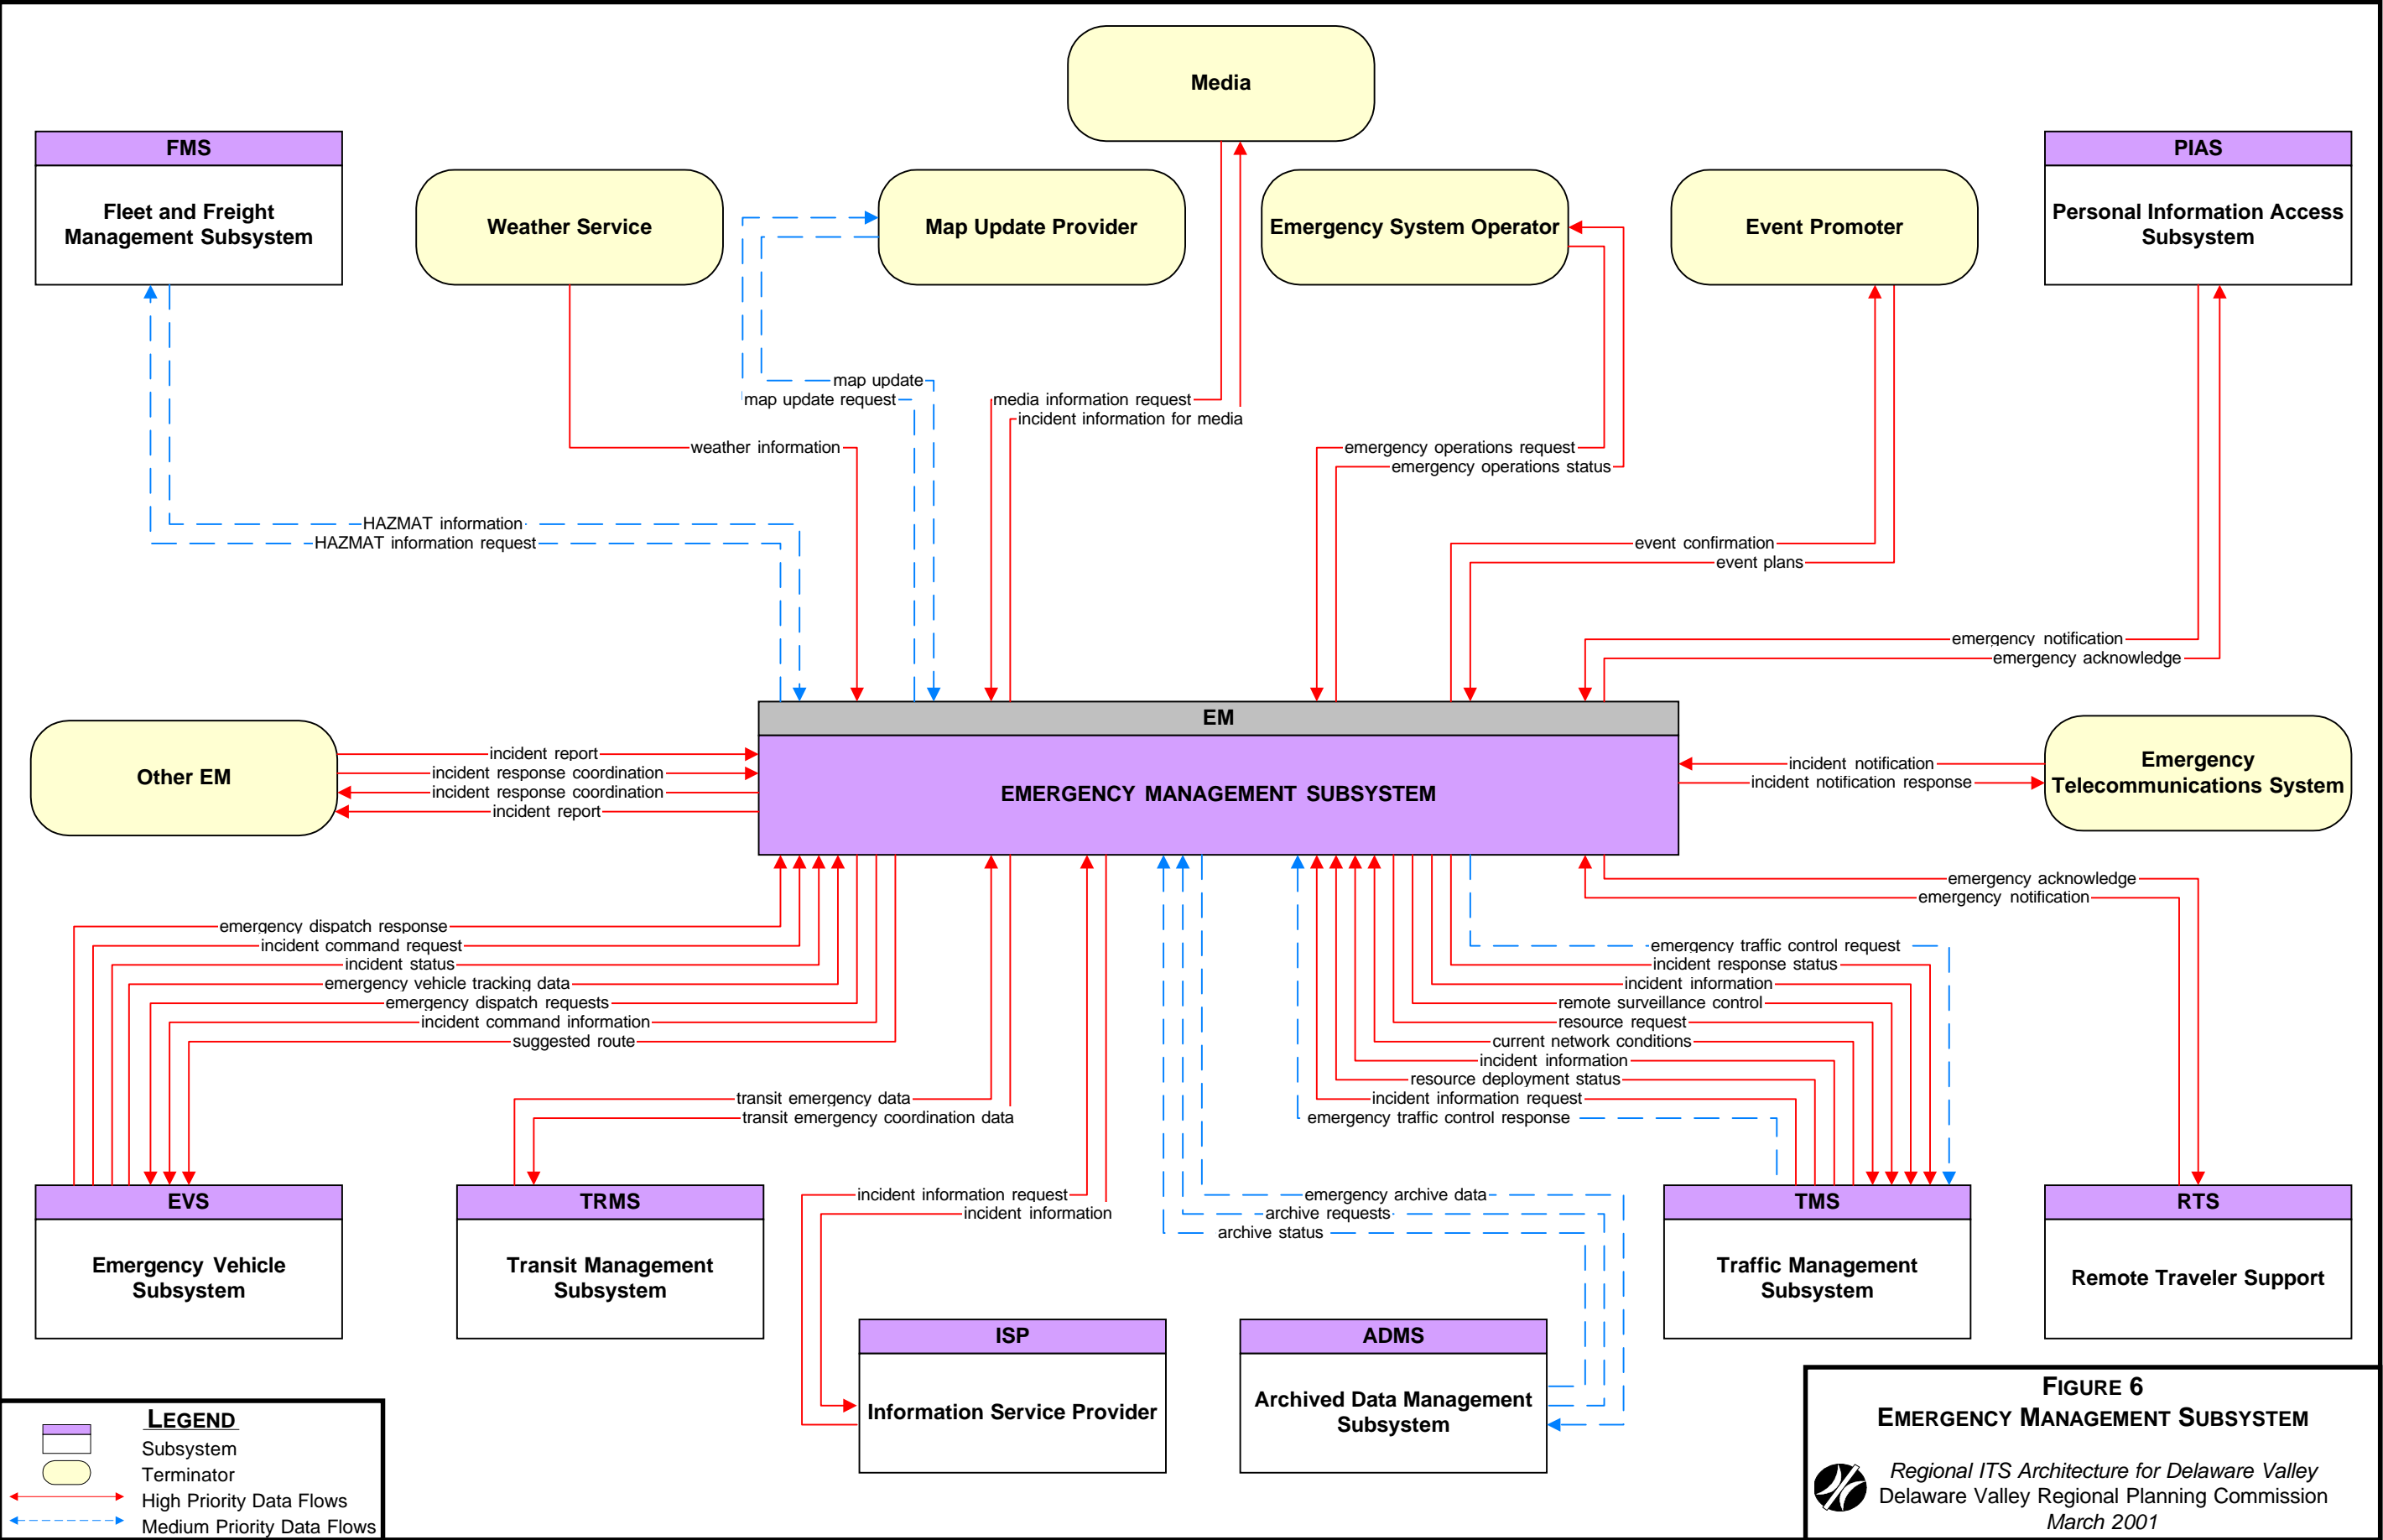 Media
FMS
Fleet and Freight
Management Subsystem
Weather Service
Map Update Provider
Emergency System Operator
Event Promoter
PIAS
Personal Information Access
Subsystem
map update
map update request
media information request
incident information for media
weather information
emergency operations request
emergency operations status
HAZMAT information
HAZMAT information request
event confirmation
event plans
emergency notification
emergency acknowledge
EM
EMERGENCY MANAGEMENT SUBSYSTEM
Other EM
incident report
incident response coordination
incident response coordination
incident report
incident notification
incident notification response
Emergency
Telecommunications System
emergency dispatch response
incident command request
incident status
emergency vehicle tracking data
emergency dispatch requests
incident command information
suggested route
transit emergency data
transit emergency coordination data
incident information request
incident information
emergency archive data
archive requests
archive status
emergency acknowledge
emergency notification
emergency traffic control request
incident response status
incident information
remote surveillance control
resource request
current network conditions
incident information
resource deployment status
incident information request
emergency traffic control response
EVS
Emergency Vehicle
Subsystem
TRMS
Transit Management
Subsystem
ISP
Information Service Provider
ADMS
Archived Data Management
Subsystem
TMS
Traffic Management
Subsystem
RTS
Remote Traveler Support
LEGEND
Subsystem
Terminator
High Priority Data Flows
Medium Priority Data Flows
FIGURE 6
EMERGENCY MANAGEMENT SUBSYSTEM
Regional ITS Architecture for Delaware Valley
Delaware Valley Regional Planning Commission
March 2001